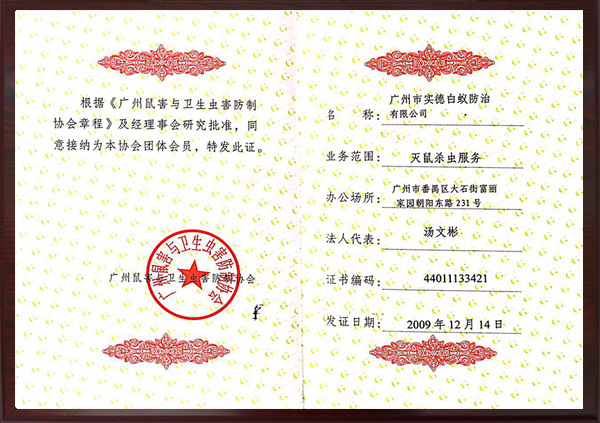 根据《广州鼠害与卫生虫害防制
协会章程》及经理事会研究批准，同
意接纳为本协会团体会员，特发此证。
广州鼠害与卫生虫害防制协会
广州鼠害与卫生虫害防制协会
名 称：广州市实德白蚁防治
有限公司
业务范围：灭鼠杀虫服务
办公场所：广州市番禺区大石街富丽
家园朝阳东路231号
法人代表：汤文彬
证书编码：44011133421
发证日期：2009年12月14日